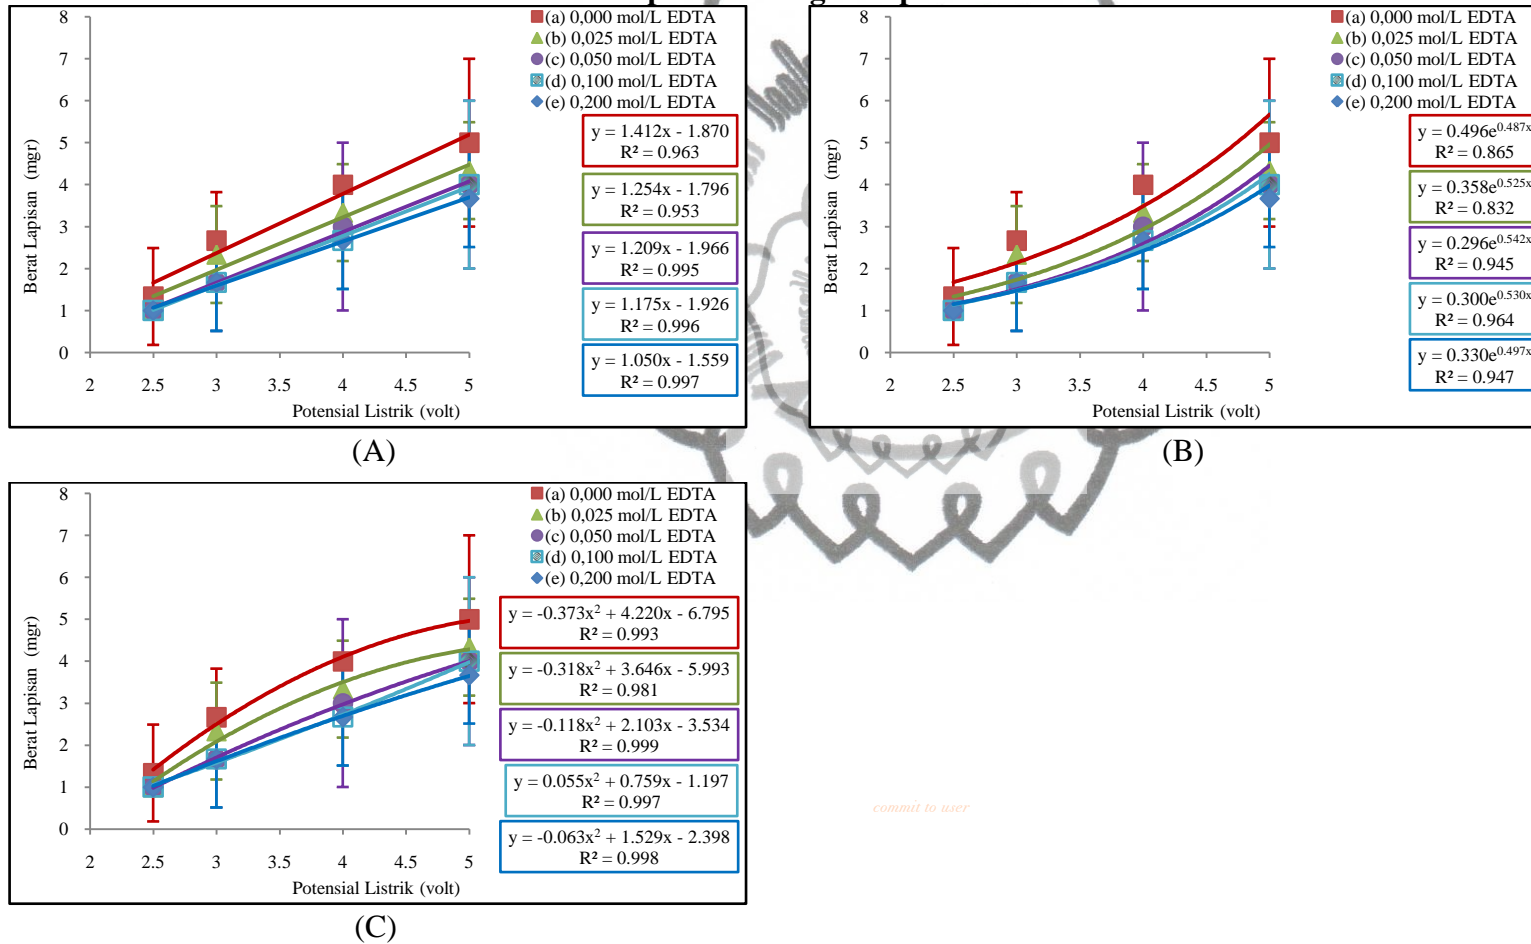 (a) 0,000 mol/L EDTA
(b) 0,025 mol/L EDTA
(c) 0,050 mol/L EDTA
(d) 0,100 mol/L EDTA
(e) 0,200 mol/L EDTA
8
7
6
5
4
3
2
1
0
Berat Lapisan (mgr)
y = 1.412x - 1.870
R² = 0.963
y = 1.254x - 1.796
R² = 0.953
y = 1.209x - 1.966
R² = 0.995
y = 1.175x - 1.926
R² = 0.996
y = 1.050x - 1.559
R² = 0.997
2 2.5 3 3.5 4 4.5 5
Potensial Listrik (volt)
(A)
(a) 0,000 mol/L EDTA
(b) 0,025 mol/L EDTA
(c) 0,050 mol/L EDTA
(d) 0,100 mol/L EDTA
(e) 0,200 mol/L EDTA
8
7
6
5
4
3
2
1
0
Berat Lapisan (mgr)
y = 0.496e^0.487x
R² = 0.865
y = 0.358e^0.525x
R² = 0.832
y = 0.296e^0.542x
R² = 0.945
y = 0.300e^0.530x
R² = 0.964
y = 0.330e^0.497x
R² = 0.947
2 2.5 3 3.5 4 4.5 5
Potensial Listrik (volt)
(B)
(a) 0,000 mol/L EDTA
(b) 0,025 mol/L EDTA
(c) 0,050 mol/L EDTA
(d) 0,100 mol/L EDTA
(e) 0,200 mol/L EDTA
8
7
6
5
4
3
2
1
0
Berat Lapisan (mgr)
y = -0.373x² + 4.220x - 6.795
R² = 0.993
y = -0.318x² + 3.646x - 5.993
R² = 0.981
y = -0.118x² + 2.103x - 3.534
R² = 0.999
y = 0.055x² + 0.759x - 1.197
R² = 0.997
y = -0.063x² + 1.529x - 2.398
R² = 0.998
2 2.5 3 3.5 4 4.5 5
Potensial Listrik (volt)
(C)
commit to user